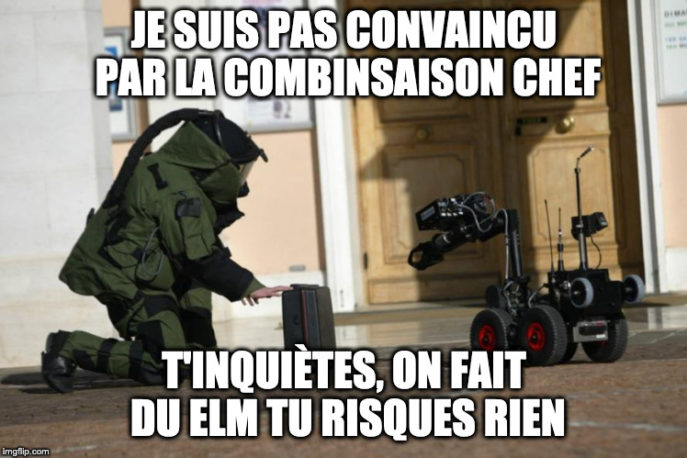 JE SUIS PAS CONVAINCU
PAR LA COMBINSAISON CHEF
T'INQUIÈTES, ON FAIT
DU ELM TU RISQUES RIEN
imgflip.com